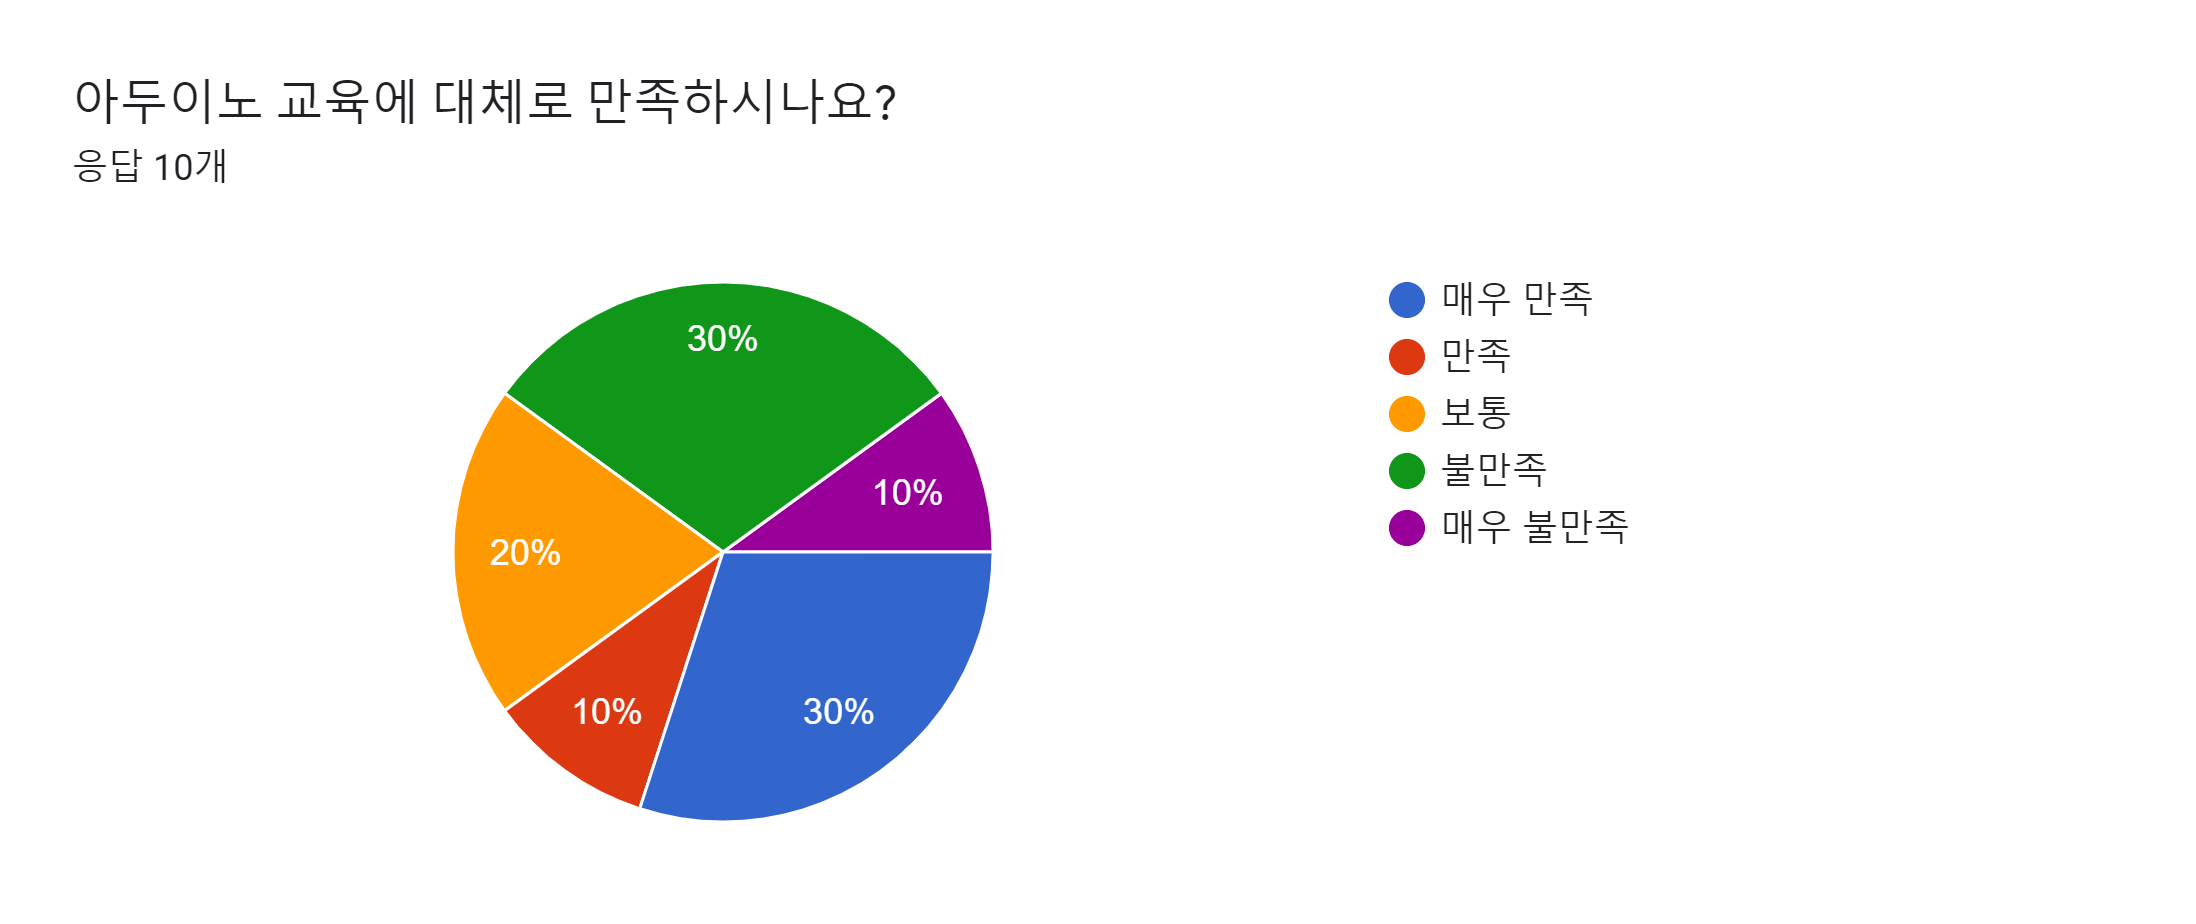 아두이노 교육에 대체로 만족하시나요?
응답 10개
30%
10%
20%
10%
30%
매우 만족
만족
보통
불만족
매우 불만족